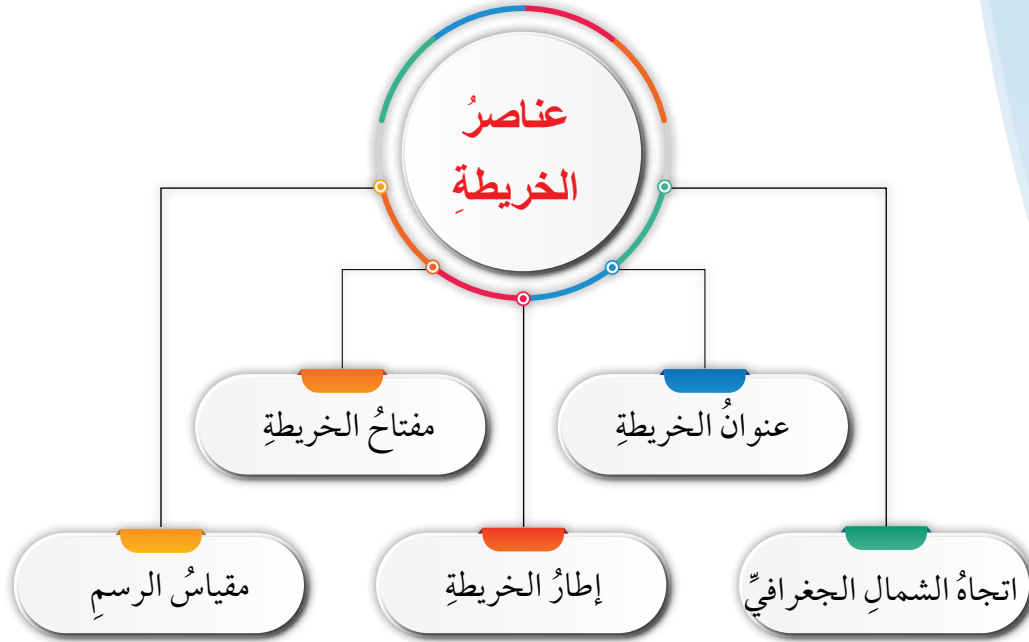 عناصرُ
الخريطةِ
عنوانُ الخريطةِ
مفتاحُ الخريطةِ
اتجاهُ الشمالِ الجغرافيِّ
إطارُ الخريطةِ
مقياسُ الرسمِ